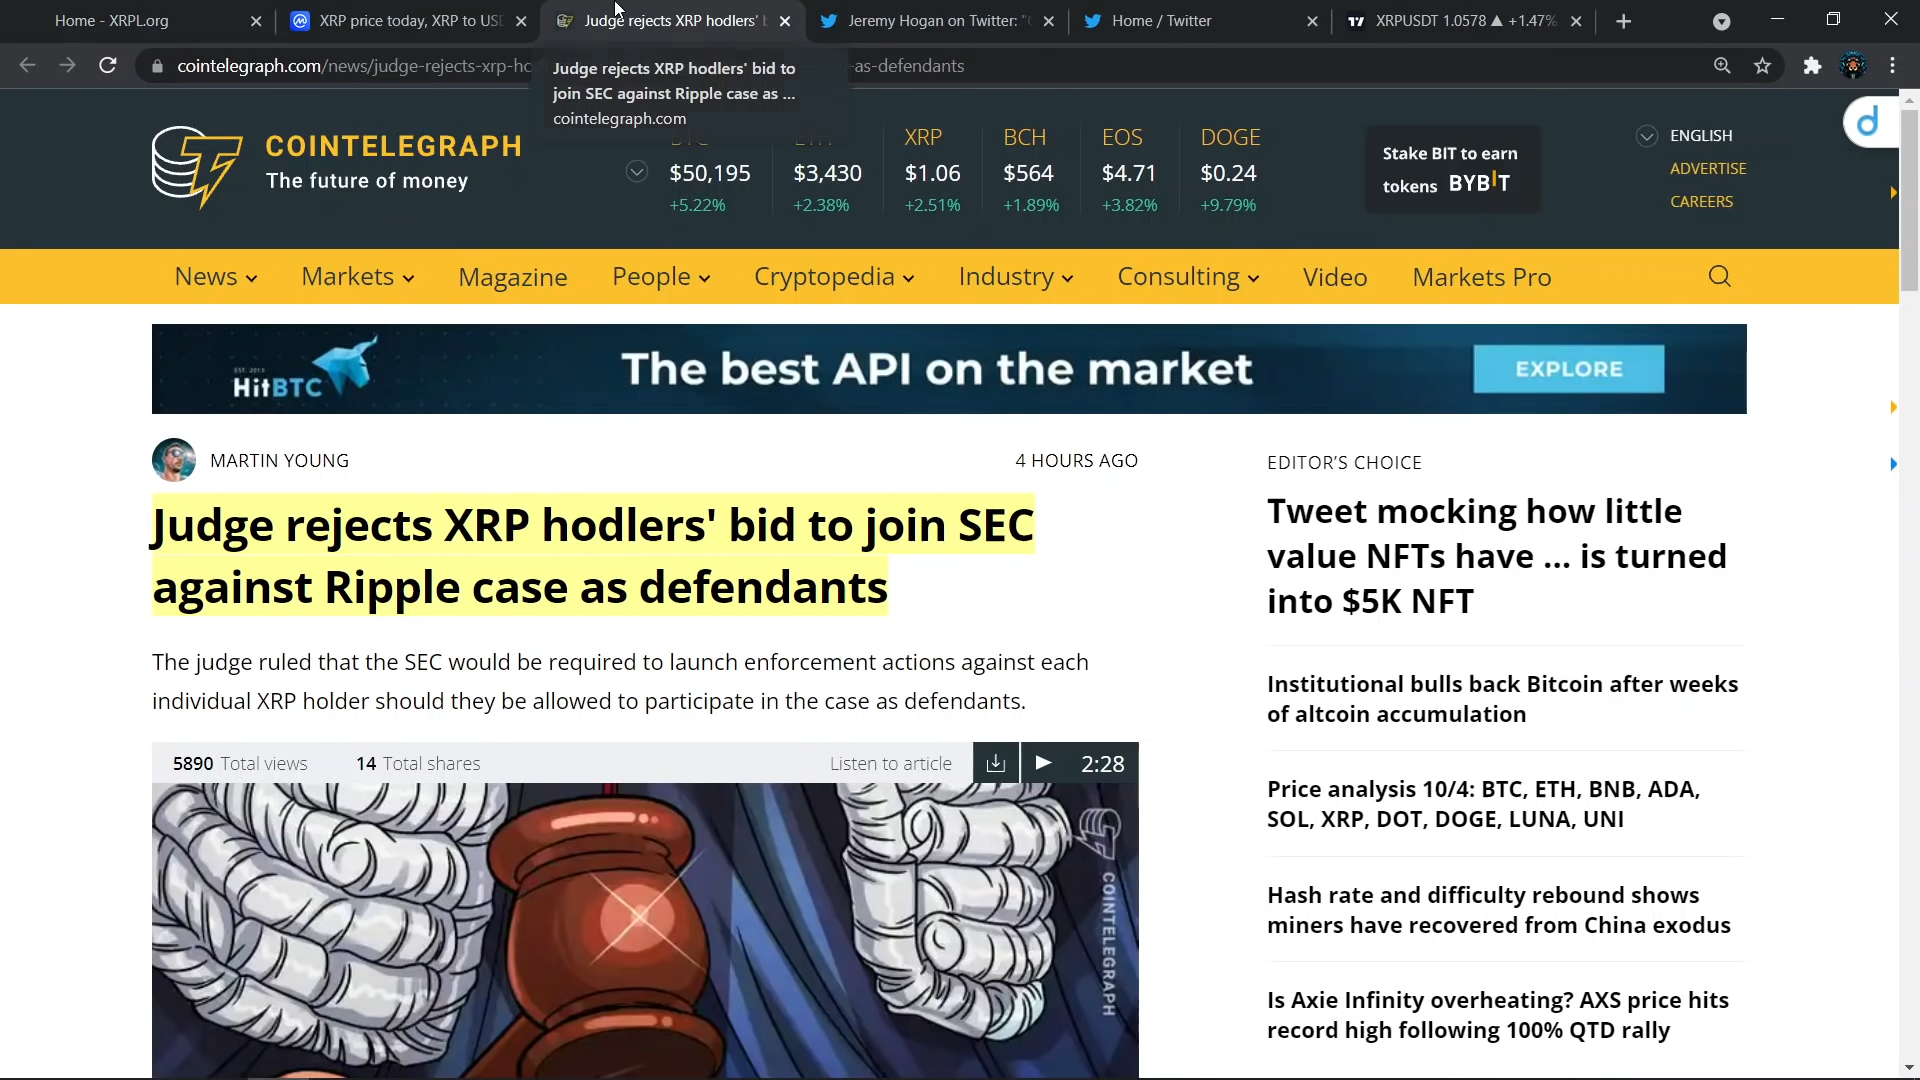 Home - XRPL.org
XRP price today, XRP to USD
Judge rejects XRP hodlers'
Jeremy Hogan on Twitter: "
Home / Twitter
XRPUSDT 1.0578 ▲ +1.47%
cointelegraph.com/news/judge-rejects-xrp-ho
-as-defendants
Judge rejects XRP hodlers' bid to
join SEC against Ripple case as ...
cointelegraph.com
COINTELEGRAPH
The future of money
BTC
$50,195
+5.22%
ETH
$3,430
+2.38%
XRP
$1.06
+2.51%
BCH
$564
+1.89%
EOS
$4.71
+3.82%
DOGE
$0.24
+9.79%
Stake BIT to earn
tokens BYBIT
ENGLISH
ADVERTISE
CAREERS
d
News
Markets
Magazine
People
Cryptopedia
Industry
Consulting
Video
Markets Pro
EST. 2013
HitBTC
The best API on the market
EXPLORE
MARTIN YOUNG
4 HOURS AGO
Judge rejects XRP hodlers' bid to join SEC
against Ripple case as defendants
The judge ruled that the SEC would be required to launch enforcement actions against each
individual XRP holder should they be allowed to participate in the case as defendants.
5890 Total views
14 Total shares
Listen to article
2:28
COINTELEGRAPH
EDITOR'S CHOICE
Tweet mocking how little
value NFTs have ... is turned
into $5K NFT
Institutional bulls back Bitcoin after weeks
of altcoin accumulation
Price analysis 10/4: BTC, ETH, BNB, ADA,
SOL, XRP, DOT, DOGE, LUNA, UNI
Hash rate and difficulty rebound shows
miners have recovered from China exodus
Is Axie Infinity overheating? AXS price hits
record high following 100% QTD rally